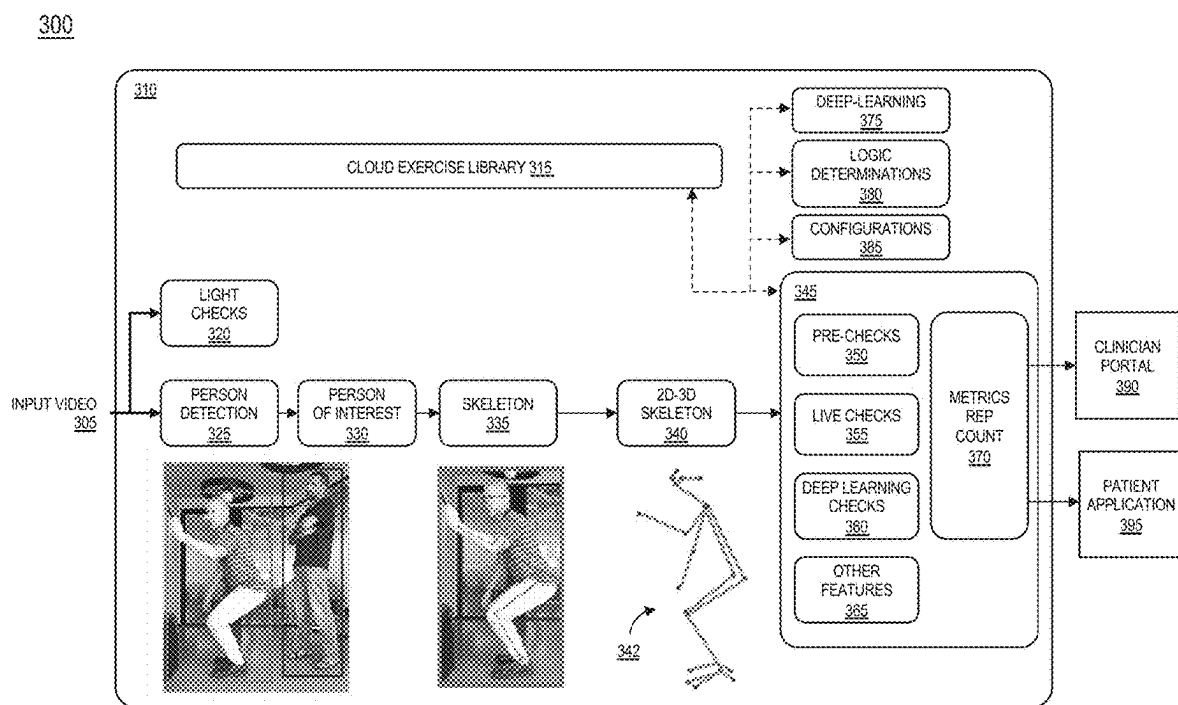 300
310
CLOUD EXERCISE LIBRARY 315
DEEP-LEARNING
375
LOGIC
DETERMINATIONS
380
CONFIGURATIONS
385
LIGHT
CHECKS
320
INPUT VIDEO
305
PERSON
DETECTION
325
PERSON
OF INTEREST
330
SKELETON
335
2D-3D
SKELETON
340
342
345
PRE-CHECKS
350
LIVE CHECKS
355
DEEP LEARNING
CHECKS
360
OTHER
FEATURES
365
METRICS
REP
COUNT
370
CLINICIAN
PORTAL
390
PATIENT
APPLICATION
395